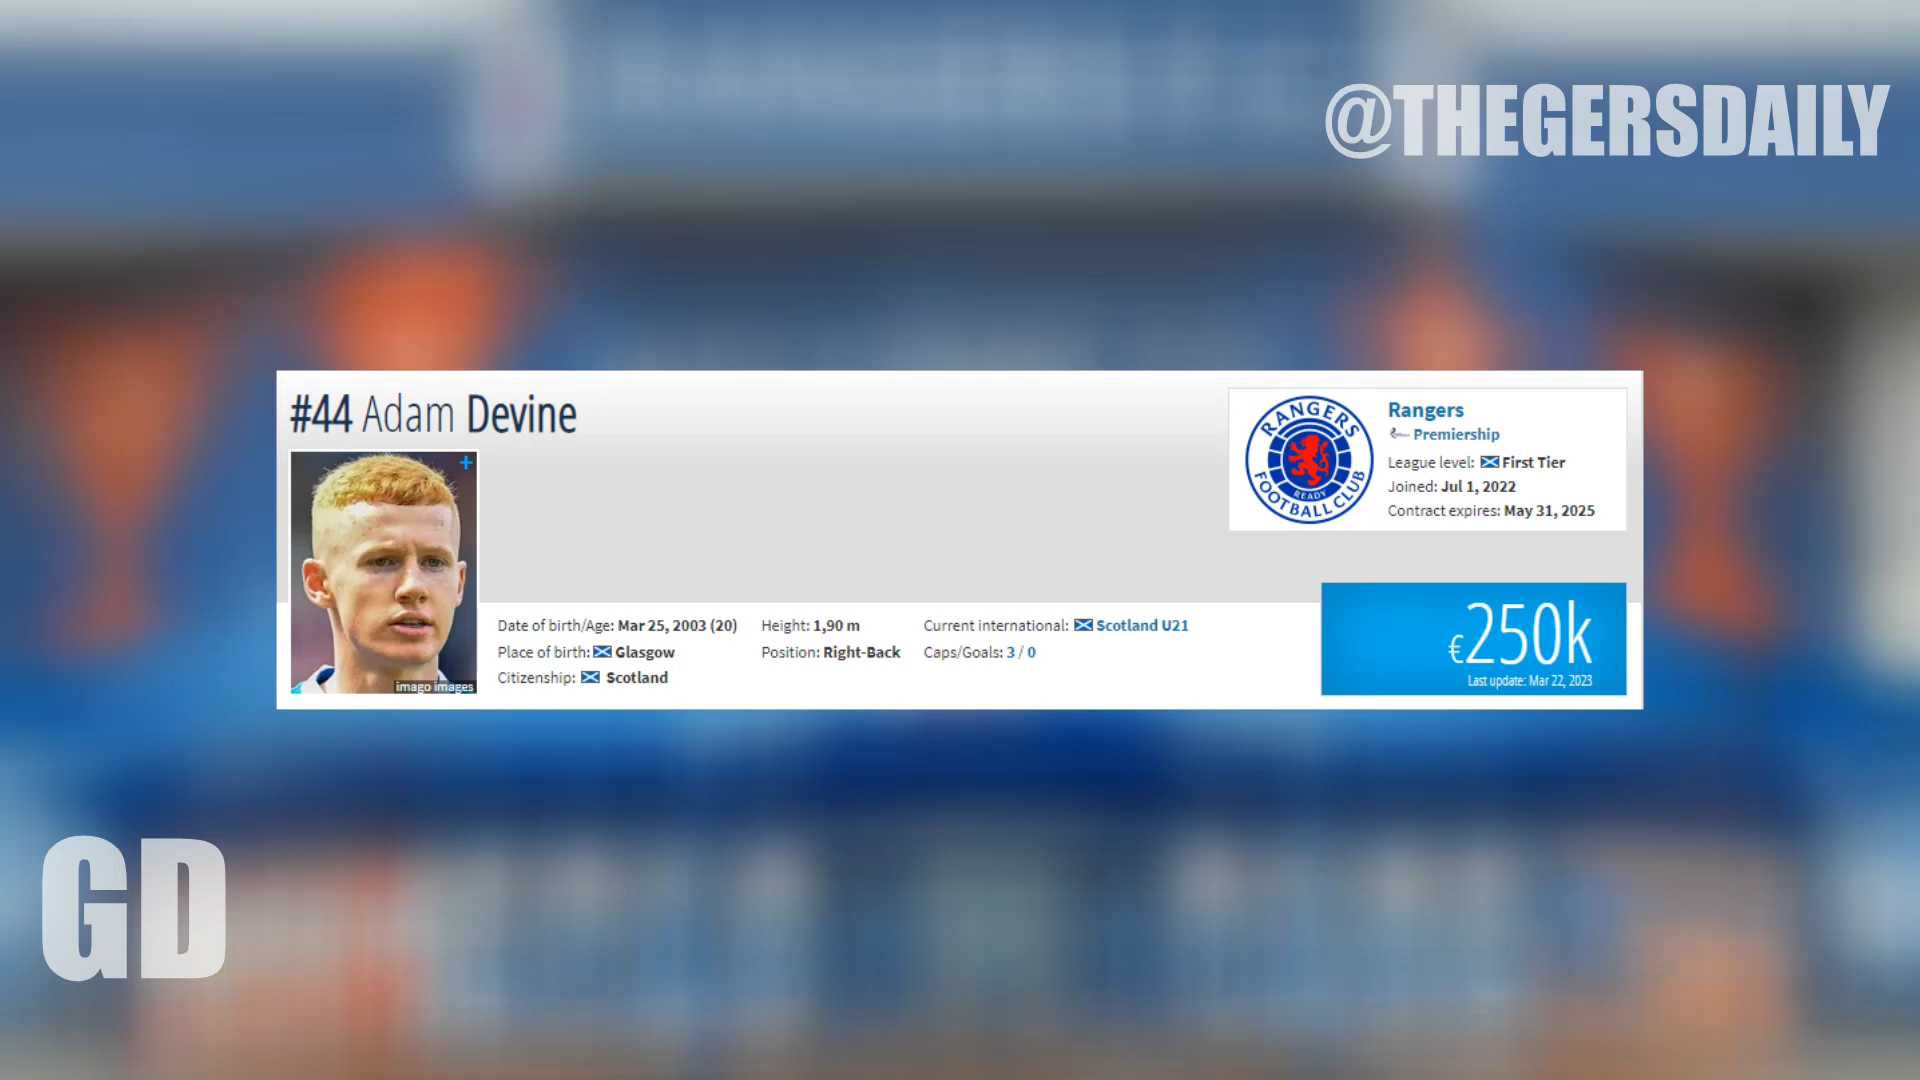 @THEGERSDAILY
#44 Adam Devine
RANGERS
FOOTBALL CLUB
READY
Rangers
Premiership
League level: First Tier
Joined: Jul 1, 2022
Contract expires: May 31, 2025
imago images
Date of birth/Age: Mar 25, 2003 (20)
Place of birth: Glasgow
Citizenship: Scotland
Height: 1,90 m
Position: Right-Back
Current international: Scotland U21
Caps/Goals: 3 / 0
€250k
Last update: Mar 22, 2023
GD